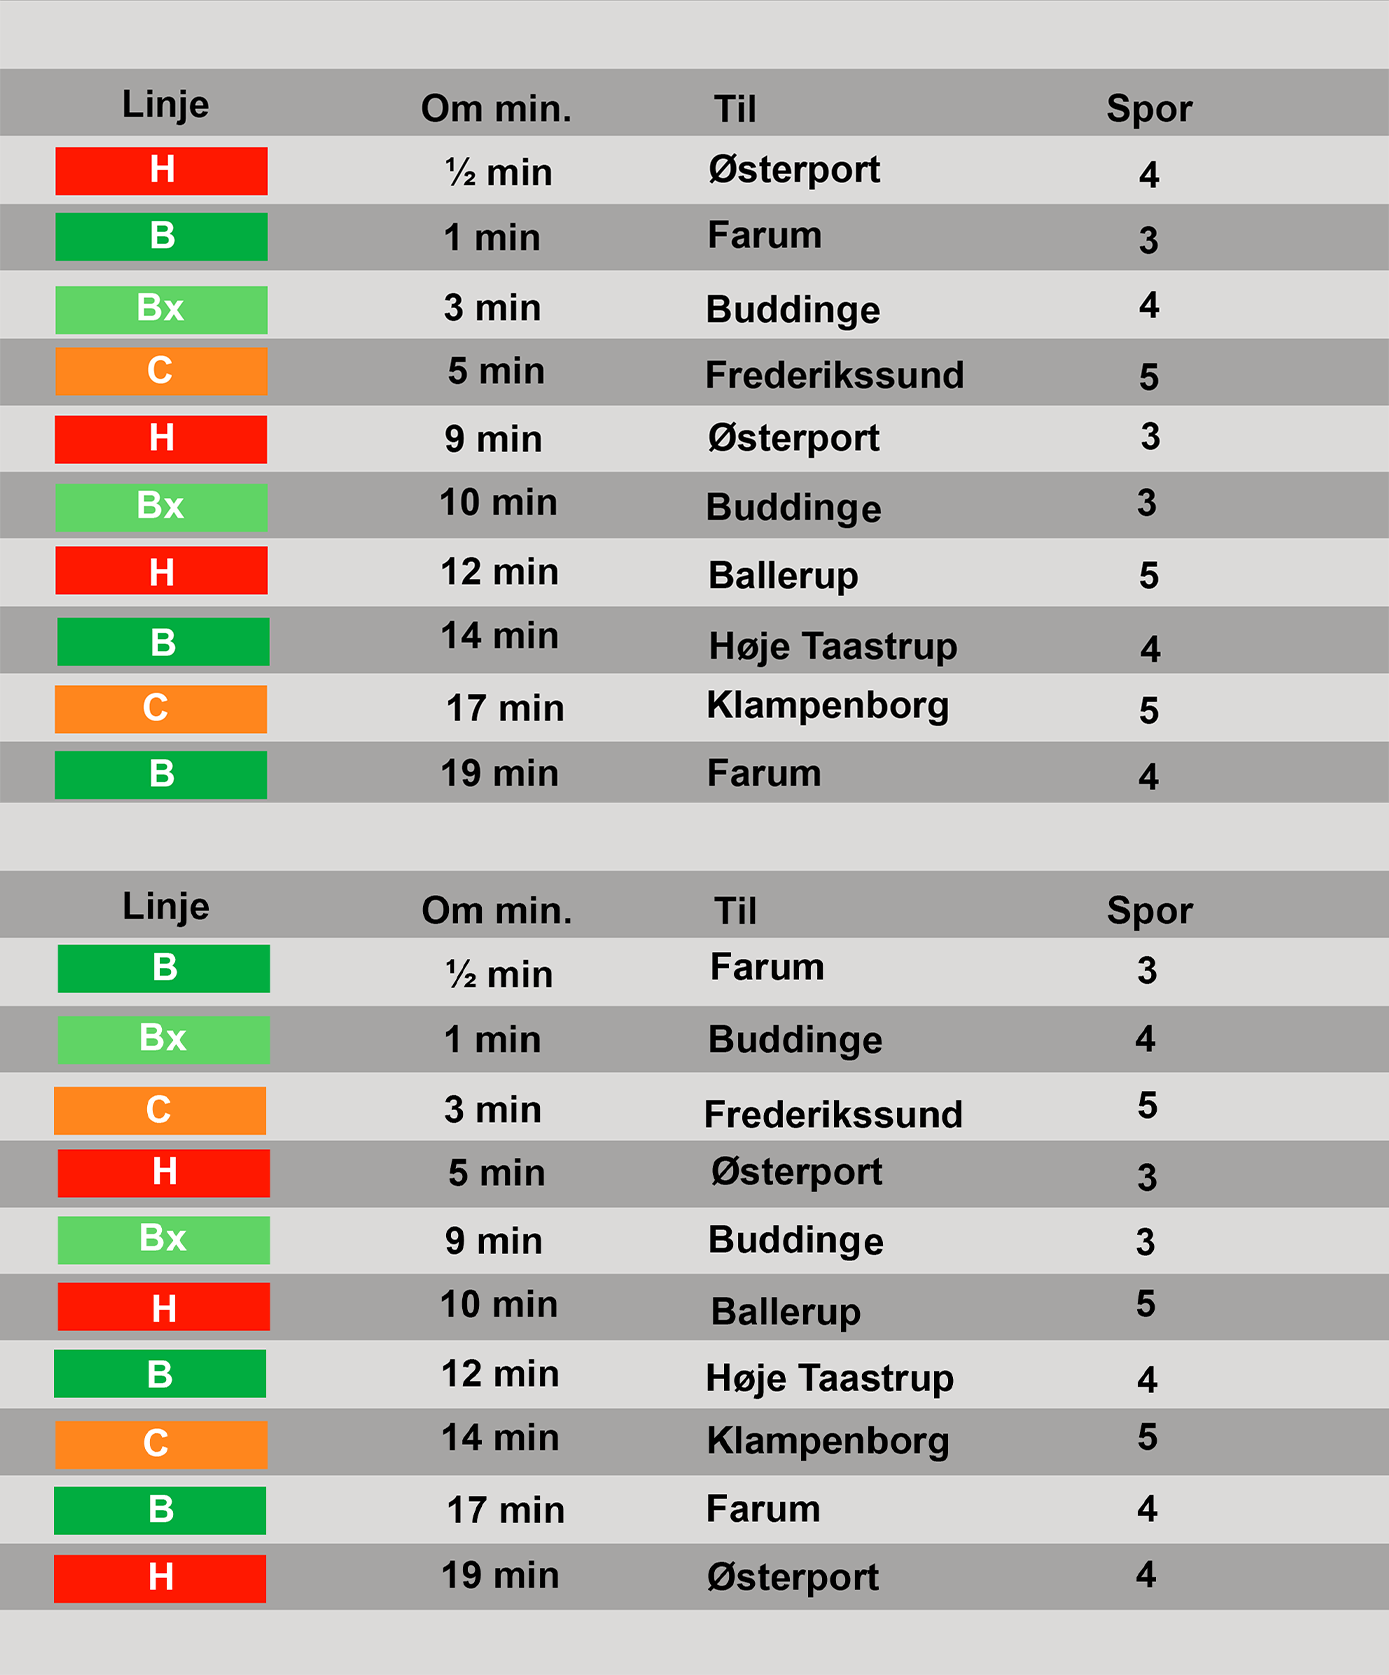 Linje Om min. Til Spor
H ½ min Østerport 4
B 1 min Farum 3
Bx 3 min Buddinge 4
C 5 min Frederikssund 5
H 9 min Østerport 3
Bx 10 min Buddinge 3
H 12 min Ballerup 5
B 14 min Høje Taastrup 4
C 17 min Klampenborg 5
B 19 min Farum 4
Linje Om min. Til Spor
B ½ min Farum 3
Bx 1 min Buddinge 4
C 3 min Frederikssund 5
H 5 min Østerport 3
Bx 9 min Buddinge 3
H 10 min Ballerup 5
B 12 min Høje Taastrup 4
C 14 min Klampenborg 5
B 17 min Farum 4
H 19 min Østerport 4